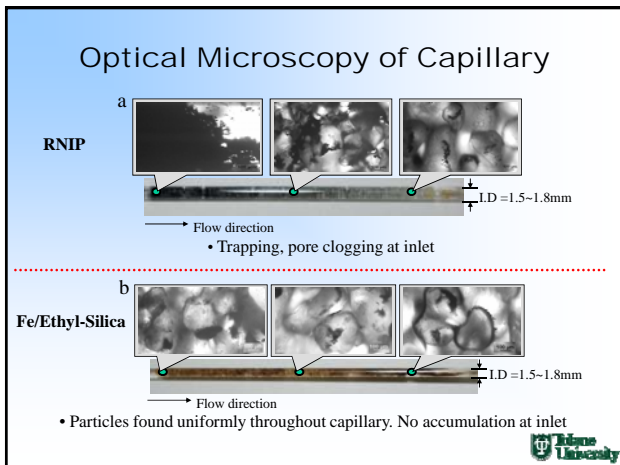 Optical Microscopy of Capillary
a
RNIP
I.D =1.5~1.8mm
Flow direction
• Trapping, pore clogging at inlet
b
Fe/Ethyl-Silica
I.D =1.5~1.8mm
Flow direction
• Particles found uniformly throughout capillary. No accumulation at inlet
Tulane
University